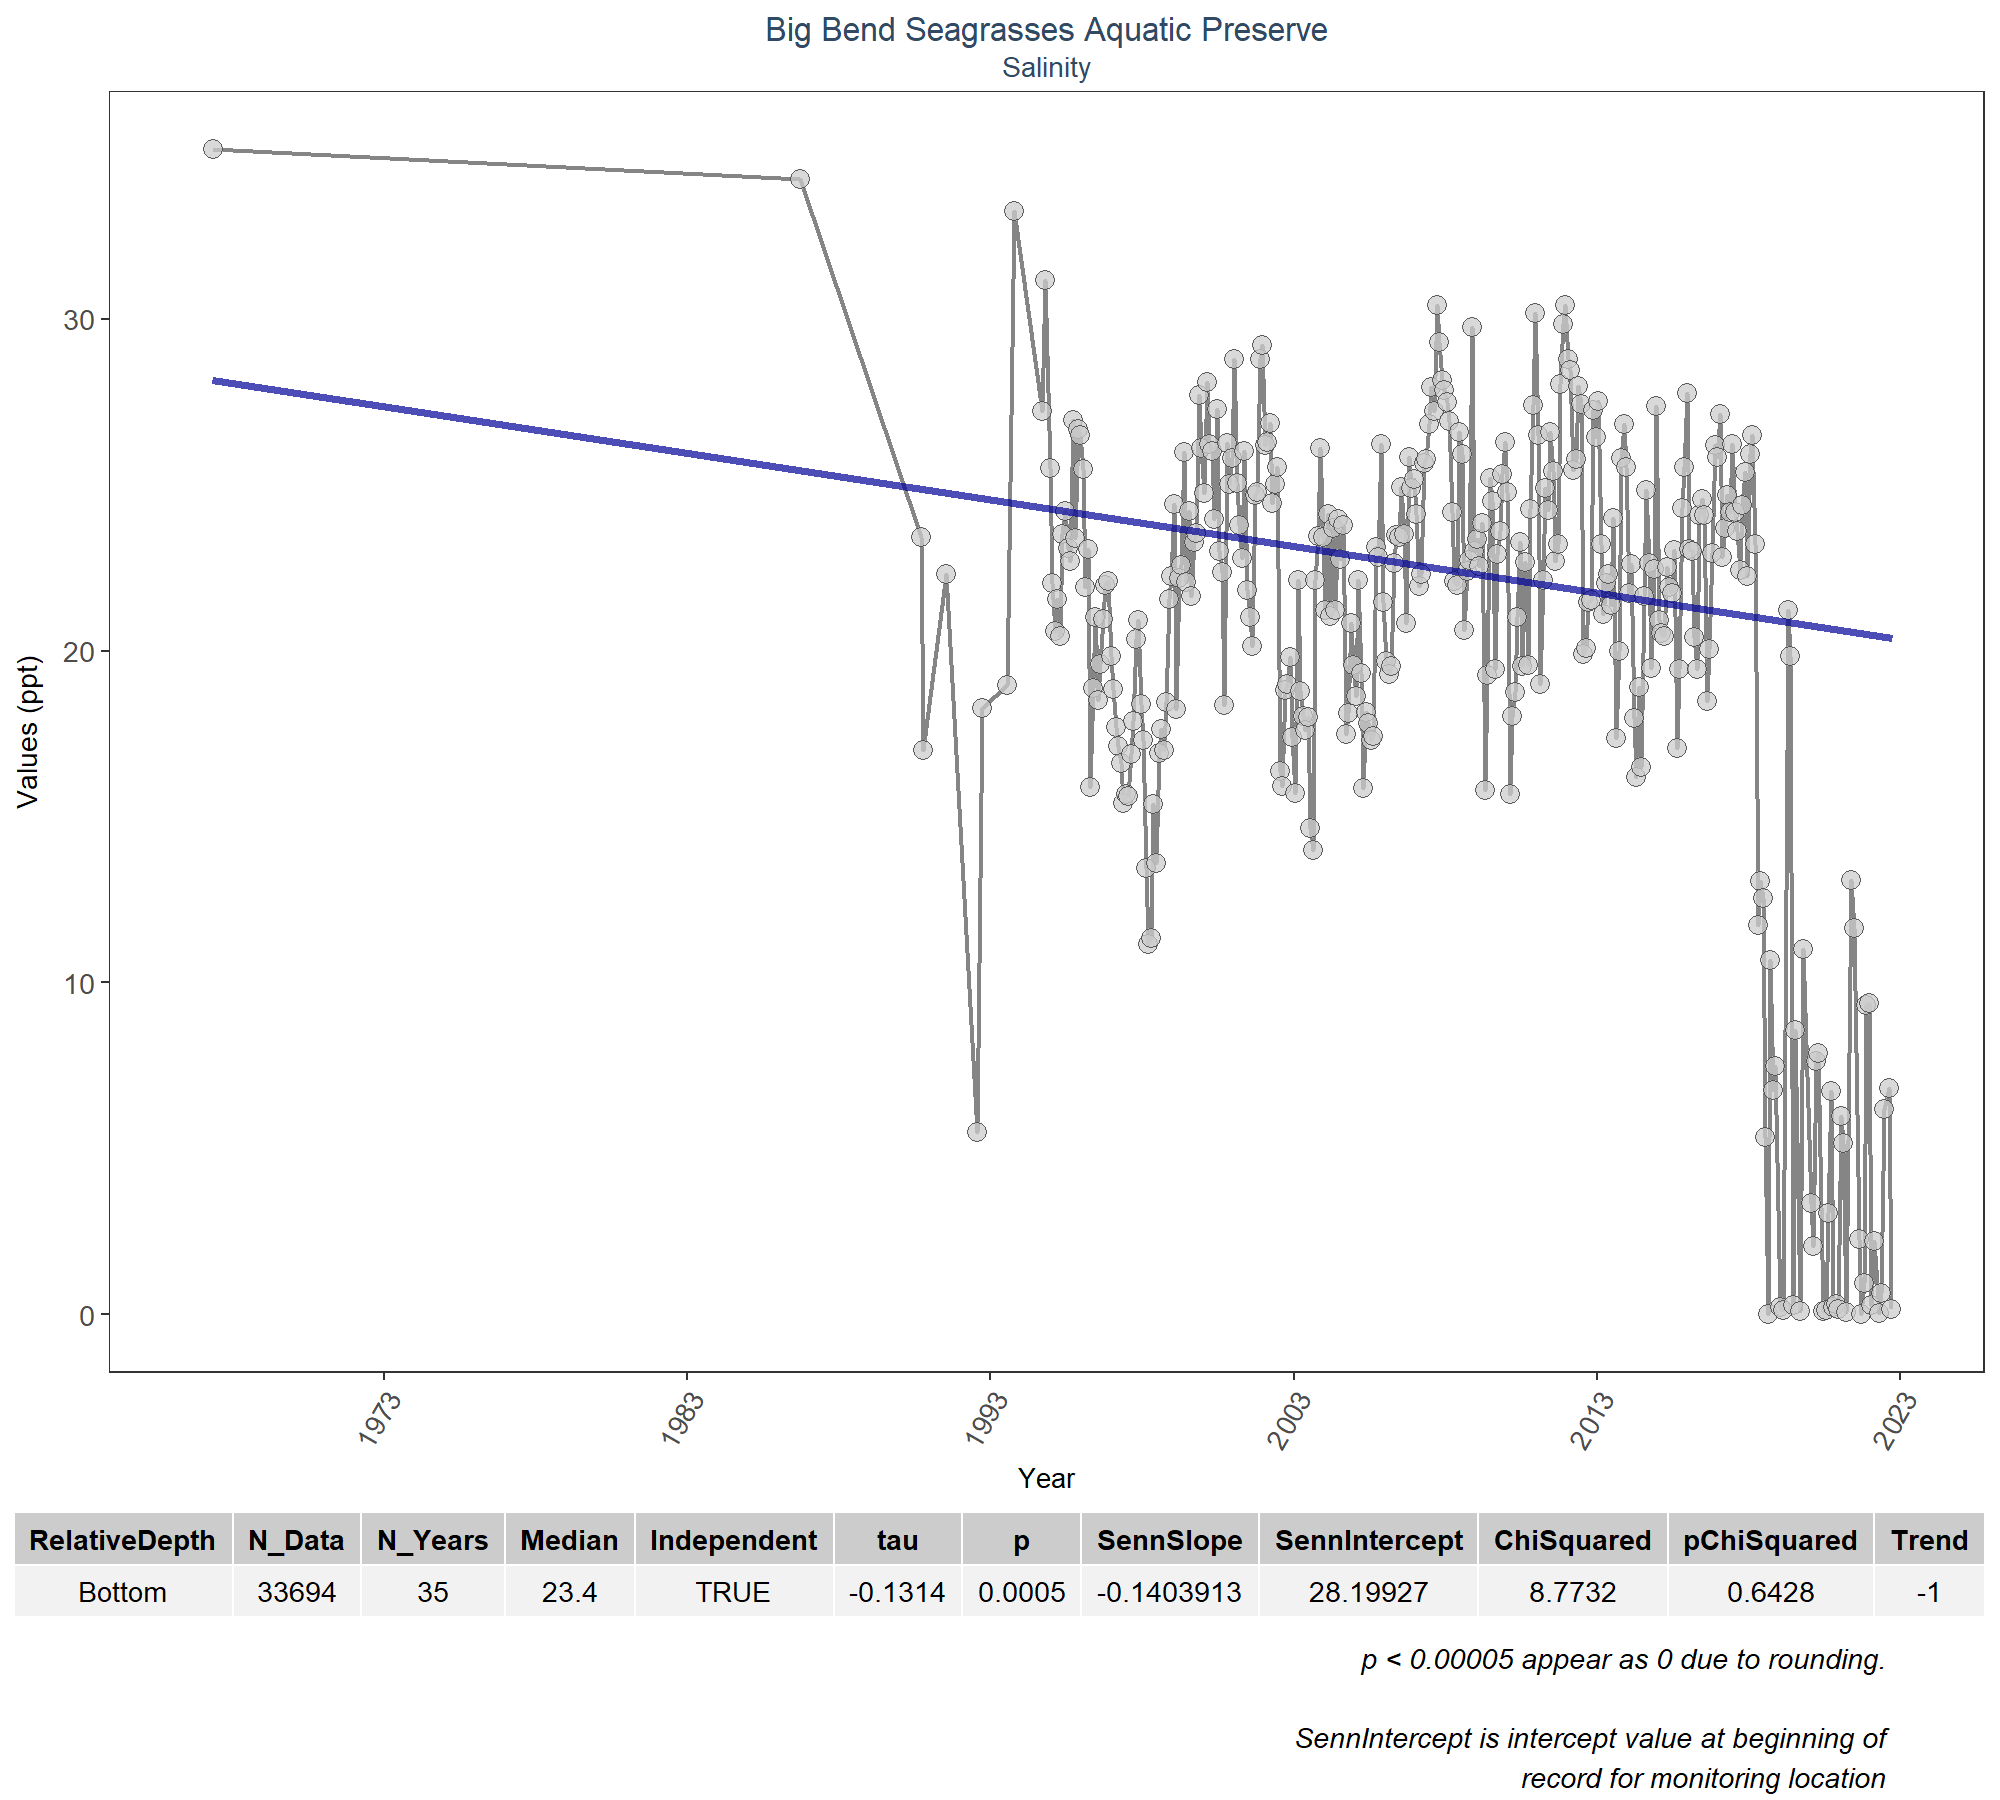 Big Bend Seagrasses Aquatic Preserve
Salinity
Values (ppt)
30
20
10
0
1973
1983
1993
2003
2013
2023
Year
RelativeDepth N_Data N_Years Median Independent tau p SennSlope SennIntercept ChiSquared pChiSquared Trend
Bottom 33694 35 23.4 TRUE -0.1314 0.0005 -0.1403913 28.19927 8.7732 0.6428 -1
p < 0.00005 appear as 0 due to rounding.
SennIntercept is intercept value at beginning of
record for monitoring location